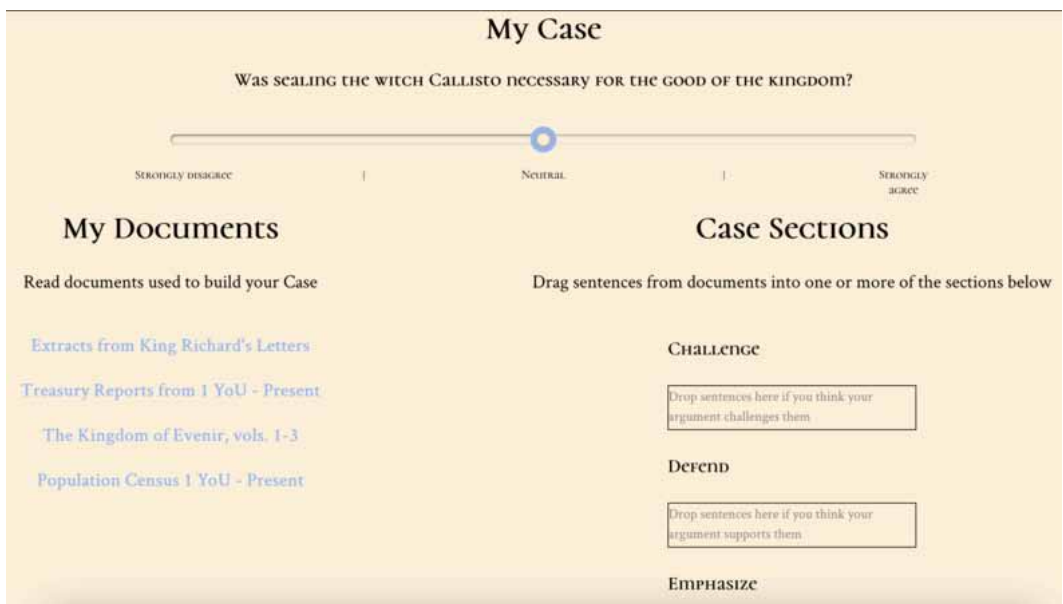 My Case
Was sealing the witch Callisto necessary for the good of the kingdom?
Strongly disagree | Neutral | Strongly
agree
My Documents
Read documents used to build your Case
Extracts from King Richard's Letters
Treasury Reports from 1 YoU - Present
The Kingdom of Evenir, vols. 1-3
Population Census 1 YoU - Present
Case Sections
Drag sentences from documents into one or more of the sections below
Challenge
Drop sentences here if you think your
argument challenges them
Defend
Drop sentences here if you think your
argument supports them
Emphasize